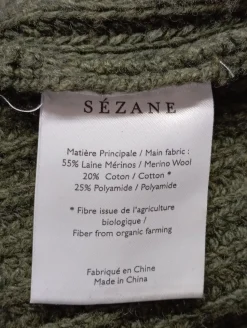 SÉZANE
Matière Principale / Main fabric :
55% Laine Mérinos / Merino Wool
20% Coton / Cotton *
25% Polyamide / Polyamide
* Fibre issue de l'agriculture
biologique /
Fiber from organic farming
Fabriqué en Chine
Made in China